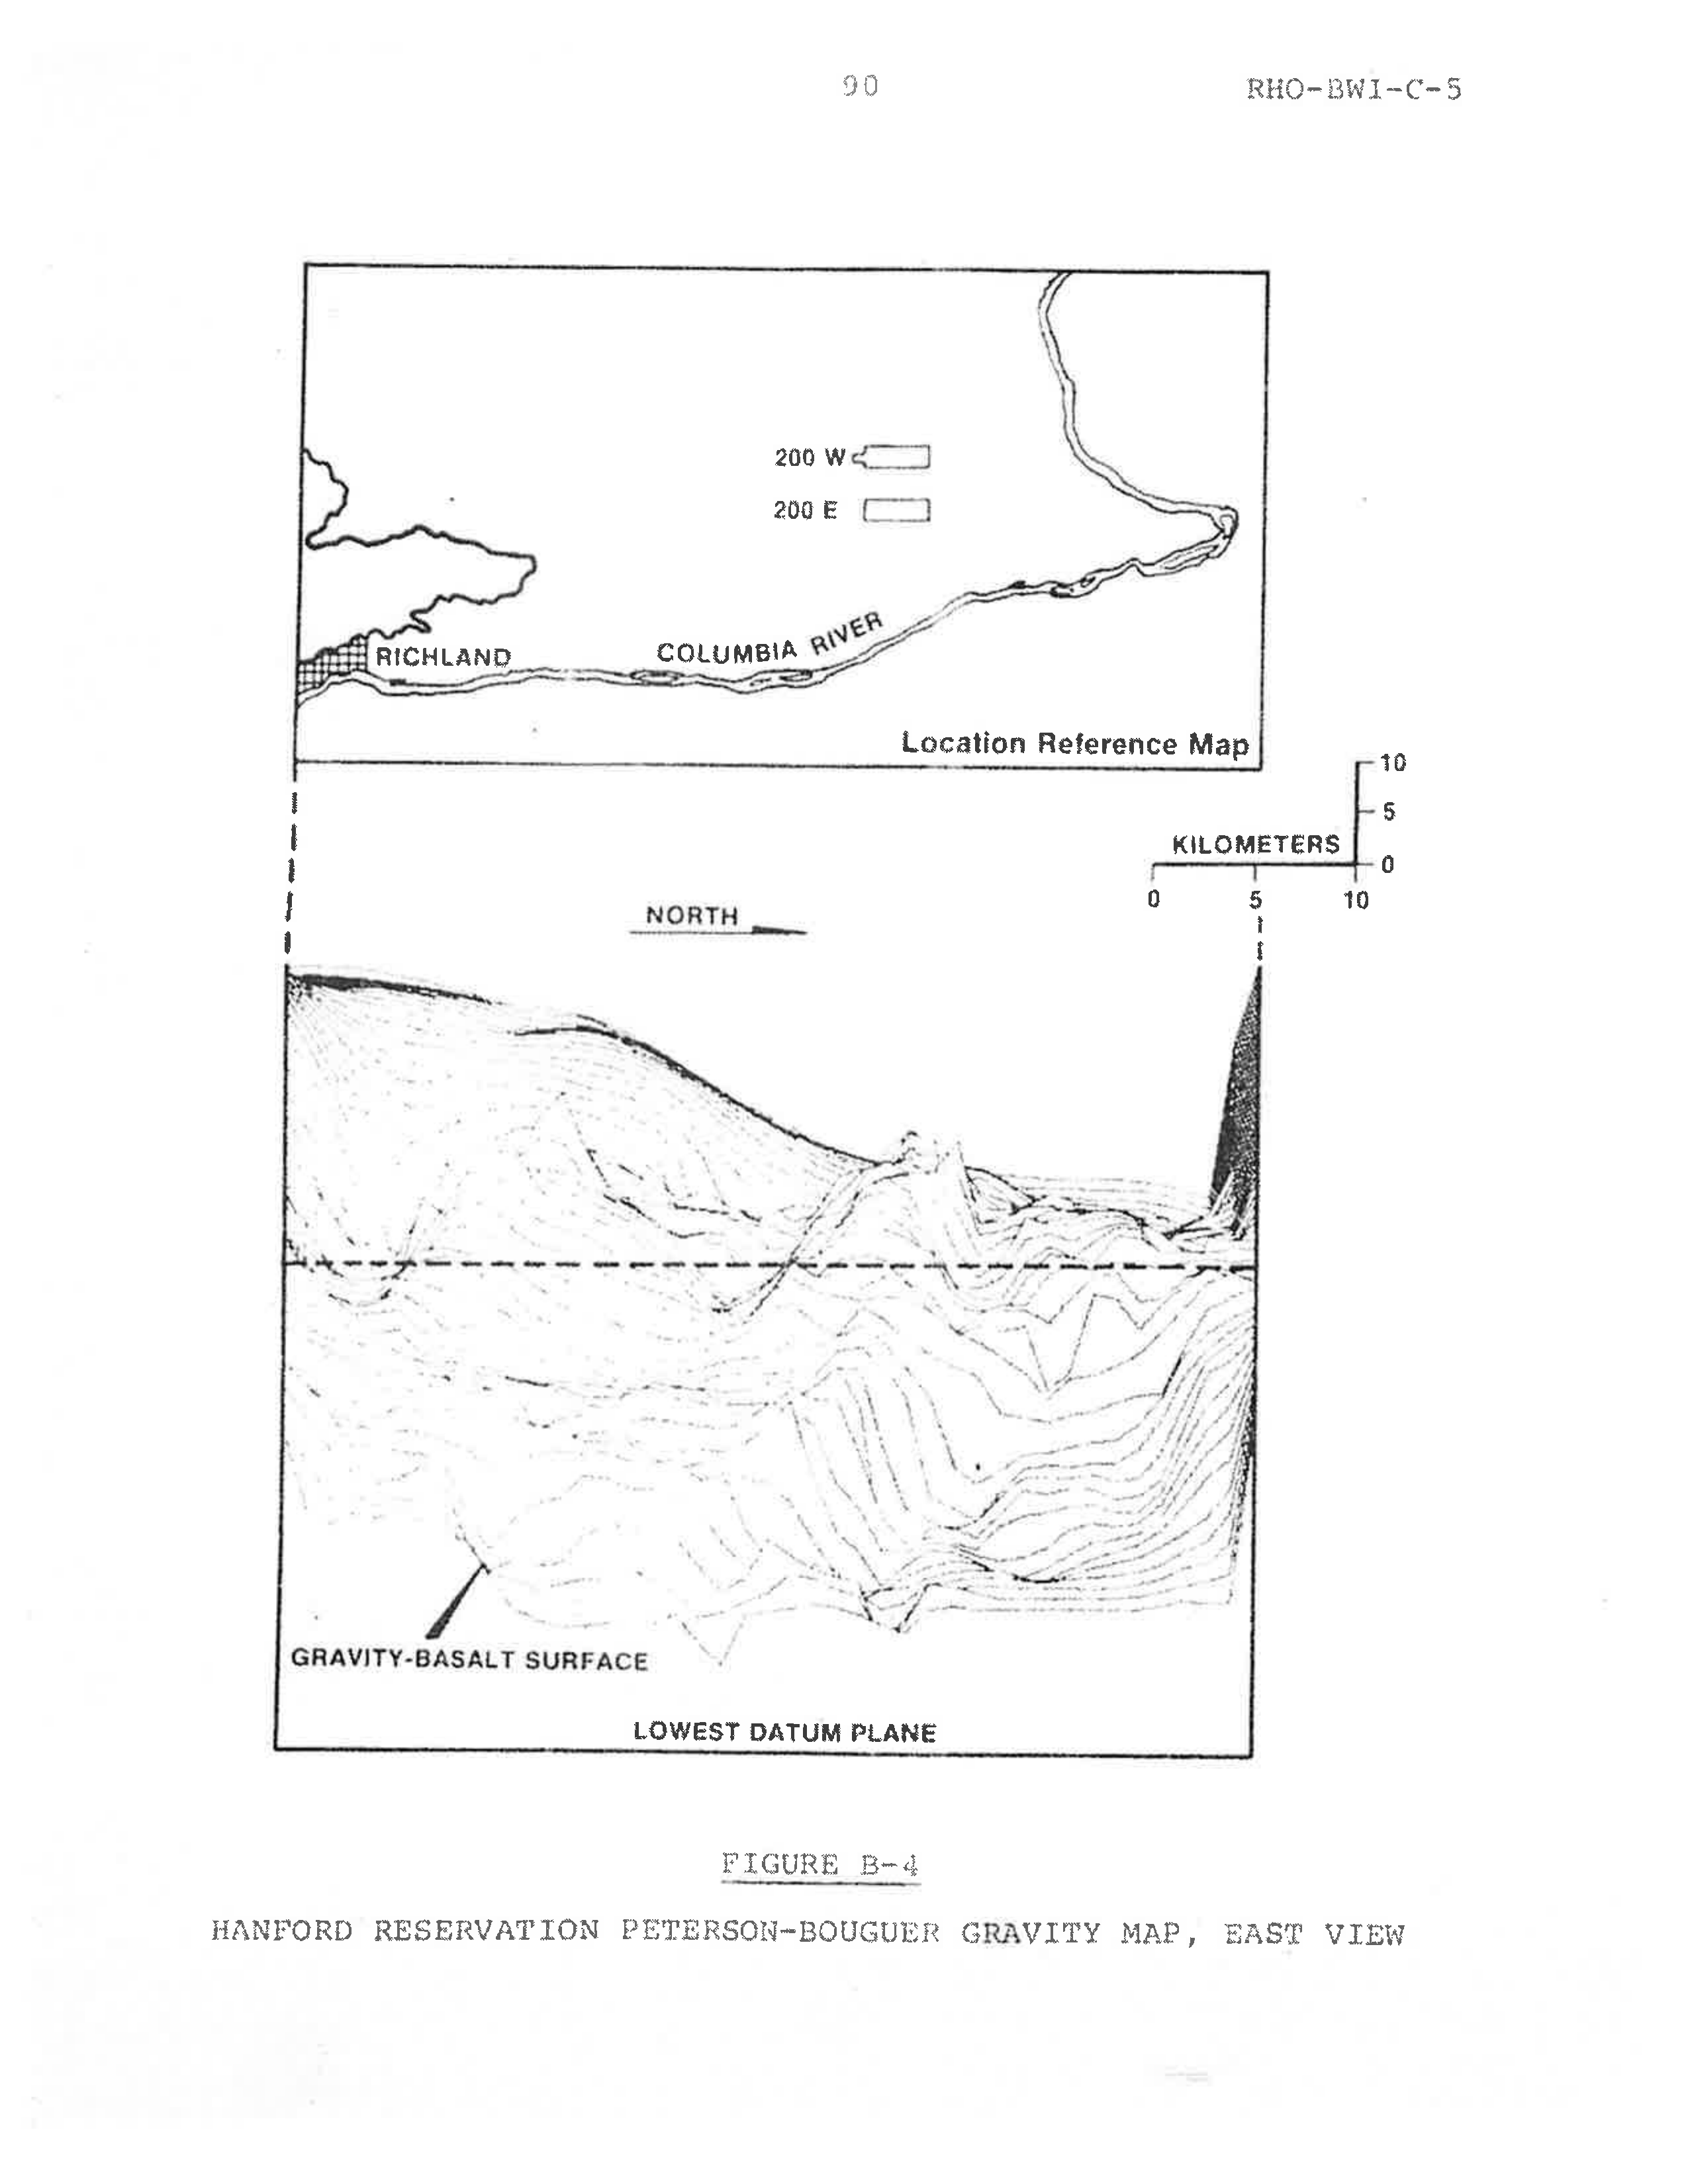 90
RHO-BWI-C-5
200 W
200 E
RICHLAND
COLUMBIA RIVER
Location Reference Map
10
5
KILOMETERS
0
0 5 10
NORTH
GRAVITY-BASALT SURFACE
LOWEST DATUM PLANE
FIGURE B-4
HANFORD RESERVATION PETERSON-BOUGUER GRAVITY MAP, EAST VIEW